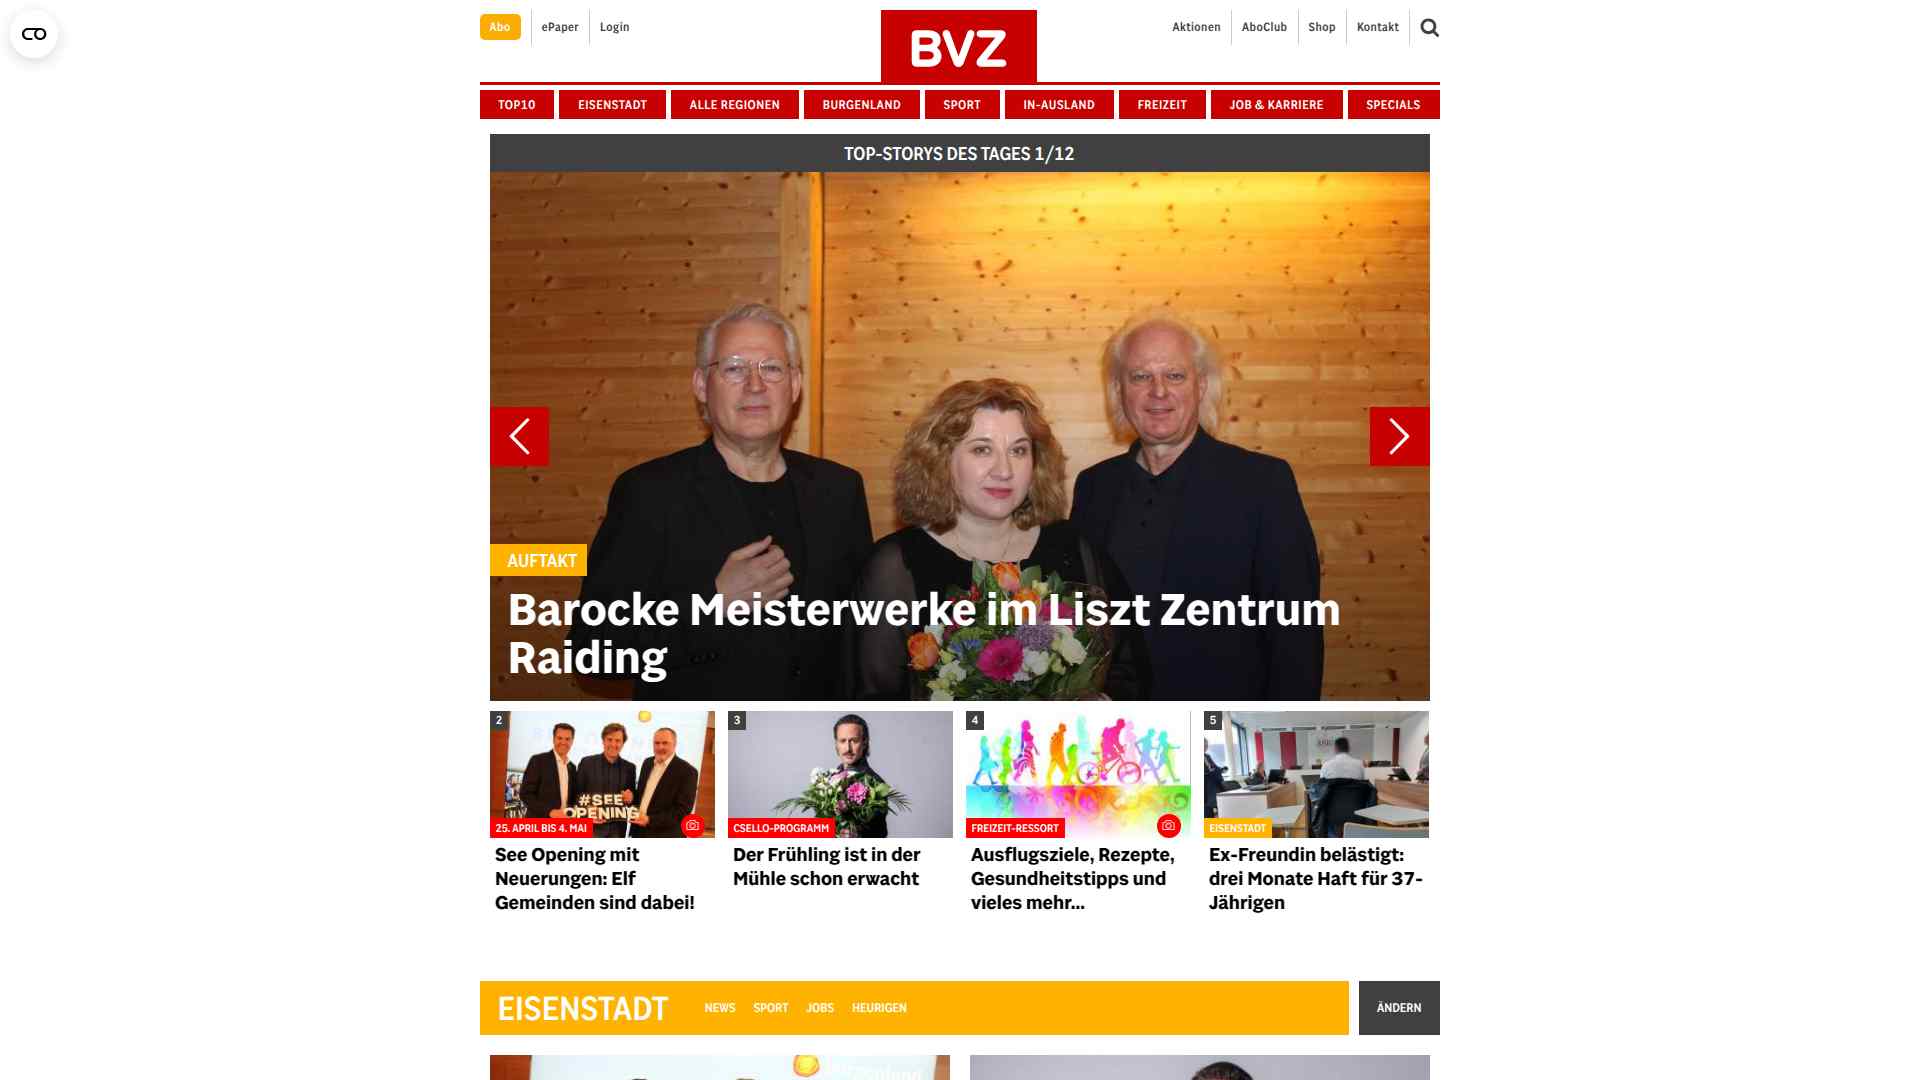 Abo
ePaper
Login
BVZ
Aktionen
AboClub
Shop
Kontakt
TOP10
EISENSTADT
ALLE REGIONEN
BURGENLAND
SPORT
IN-AUSLAND
FREIZEIT
JOB & KARRIERE
SPECIALS
TOP-STORYS DES TAGES 1/12
AUFTAKT
Barocke Meisterwerke im Liszt Zentrum
Raiding
2
#SEE
OPENING
25. APRIL BIS 4. MAI
See Opening mit
Neuerungen: Elf
Gemeinden sind dabei!
3
CSELLO-PROGRAMM
Der Frühling ist in der
Mühle schon erwacht
4
FREIZEIT-RESSORT
Ausflugsziele, Rezepte,
Gesundheitstipps und
vieles mehr...
5
EISENSTADT
Ex-Freundin belästigt:
drei Monate Haft für 37-
Jährigen
EISENSTADT
NEWS
SPORT
JOBS
HEURIGEN
ÄNDERN